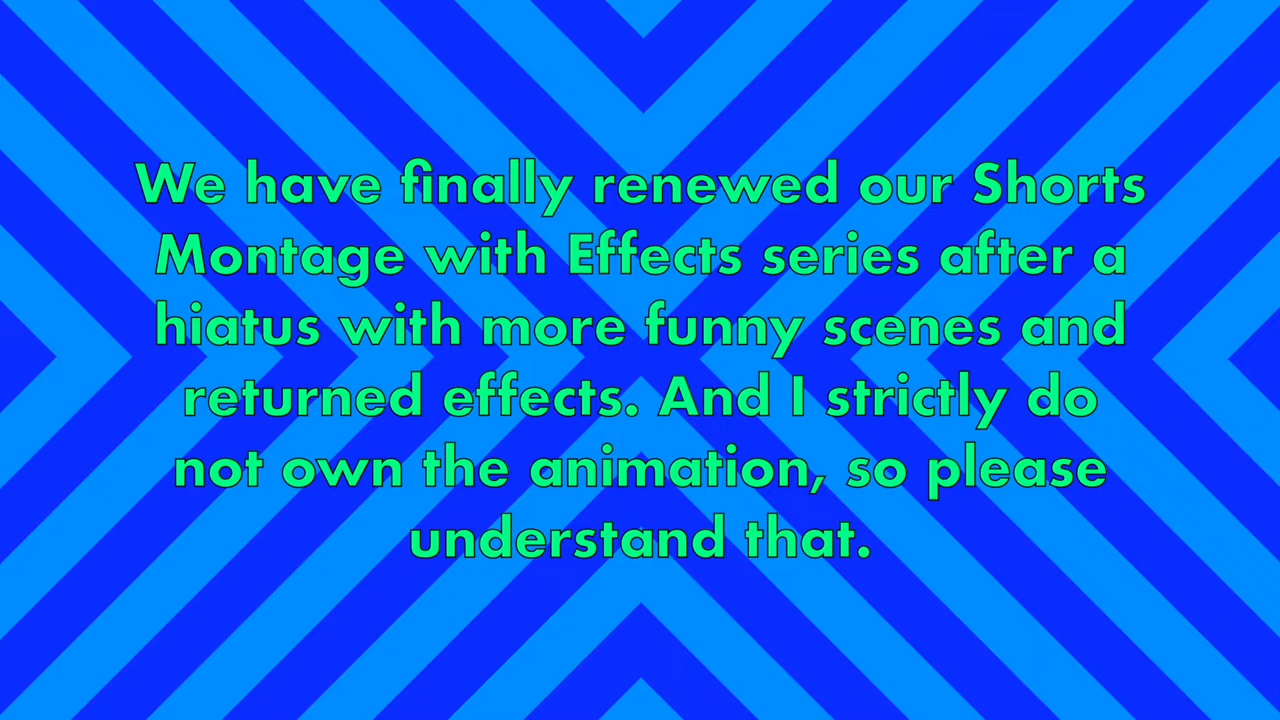 We have finally renewed our Shorts
Montage with Effects series after a
hiatus with more funny scenes and
returned effects. And I strictly do
not own the animation, so please
understand that.